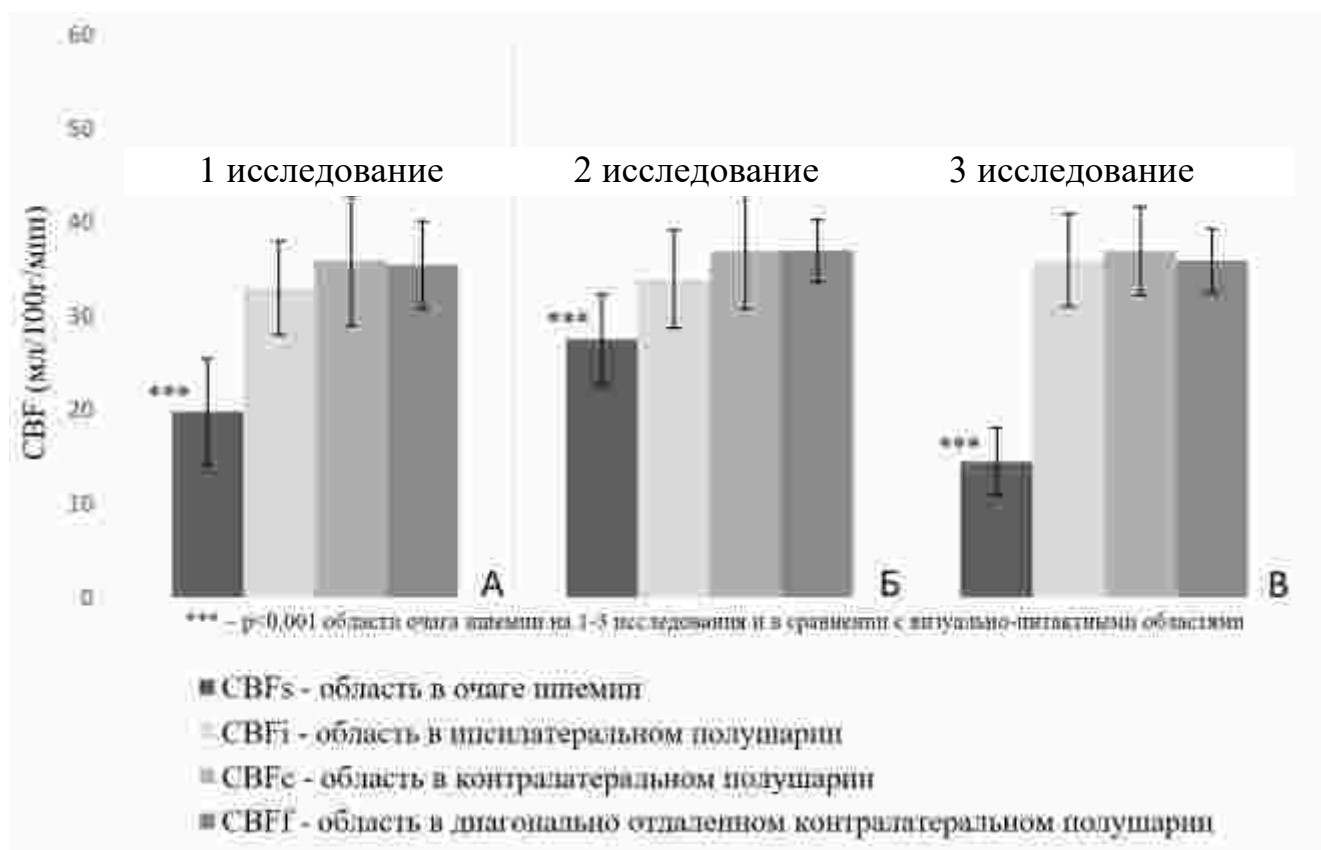 60
50
1 исследование 2 исследование 3 исследование
40
30
20
10
0
CBF (мл/100г/мин)
***
***
***
А
Б
В
*** – p<0,001 области очага ишемии на 1-3 исследования и в сравнении с визуально-интактными областями
CBFs - область в очаге ишемии
CBFi - область в ипсилатеральном полушарии
CBFc - область в контралатеральном полушарии
CBFf - область в диагонально отдаленном контралатеральном полушарии